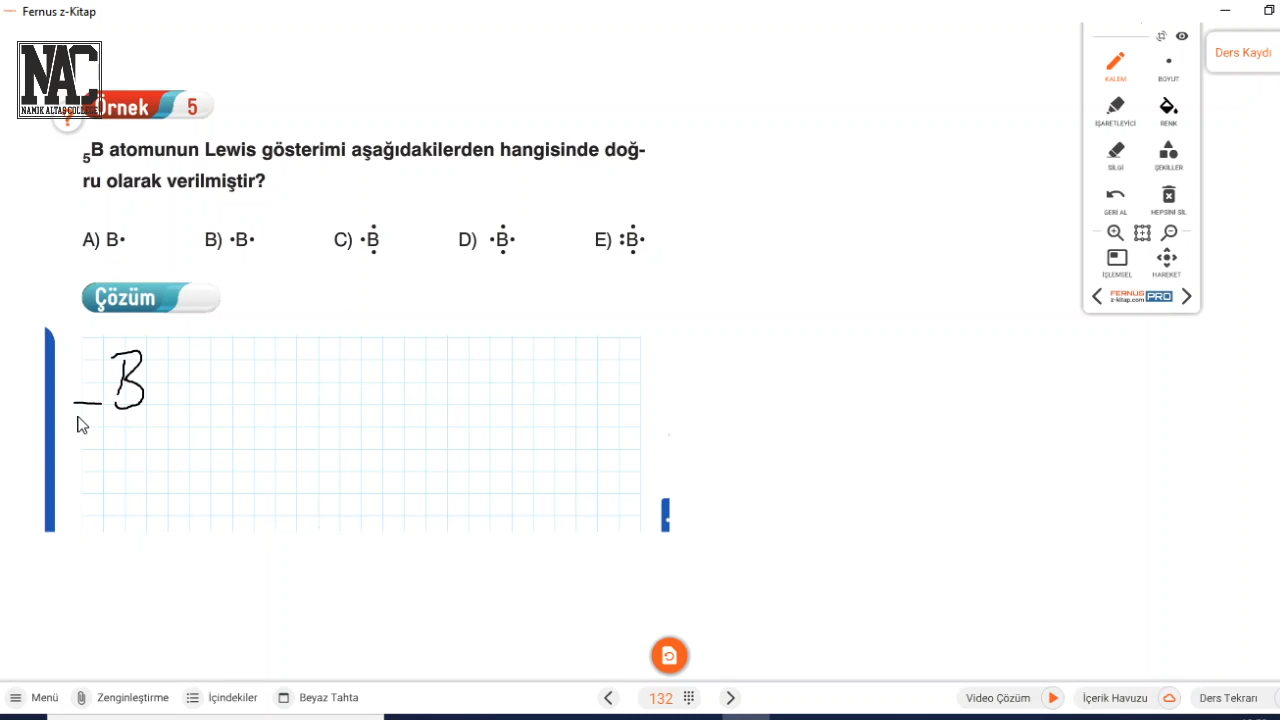 Fernus z-Kitap
NAC
NAMIK ALTAŞ COLLEGE
Örnek 5
?
₅B atomunun Lewis gösterimi aşağıdakilerden hangisinde doğ-
ru olarak verilmiştir?
A) B• B) •B• C) •Ḅ̇ D) •Ḅ̇• E) :Ḅ̇•
Çözüm
B
KALEM BOYUT
İŞARETLEYİCİ RENK
SİLGİ ŞEKİLLER
GERİ AL HEPSİNİ SİL
İŞLEMSEL HAREKET
FERNUS
z-kitap.com PRO
Ders Kaydı
Menü Zenginleştirme İçindekiler Beyaz Tahta 132 Video Çözüm İçerik Havuzu Ders Tekrarı